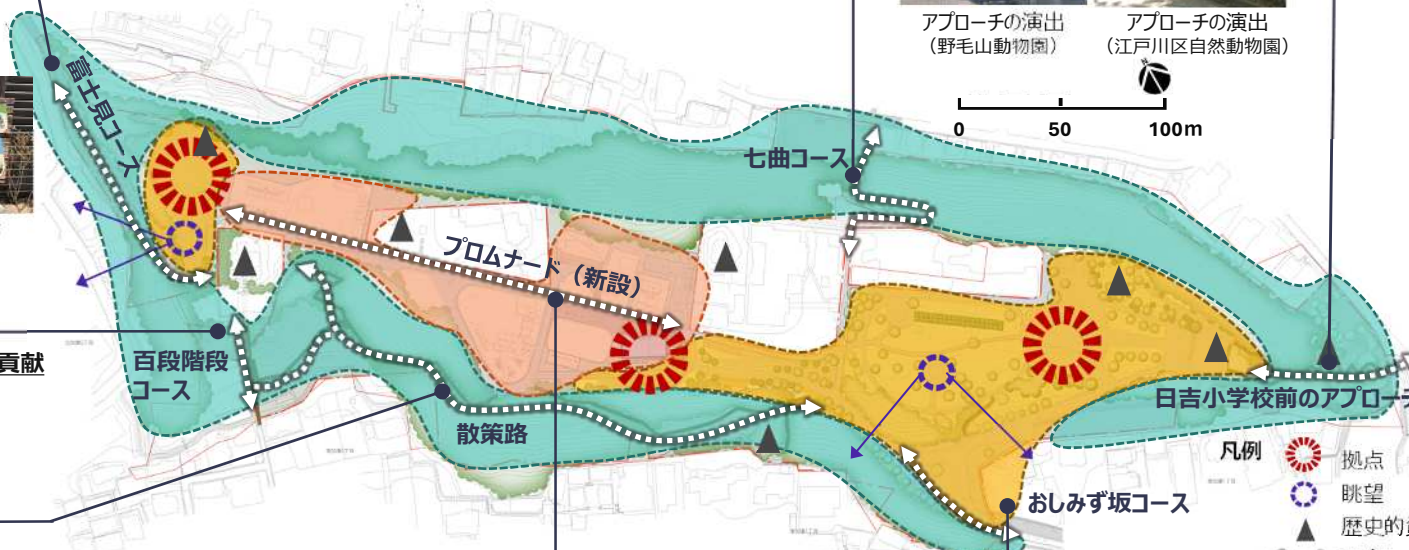 アプローチの演出
（野毛山動物園）
アプローチの演出
（江戸川区自然動物園）
N
0 50 100m
富士見コース
七曲コース
プロムナード（新設）
貢献
百段階段
コース
散策路
日吉小学校前のアプローチ
おしみず坂コース
凡例
拠点
眺望
歴史的